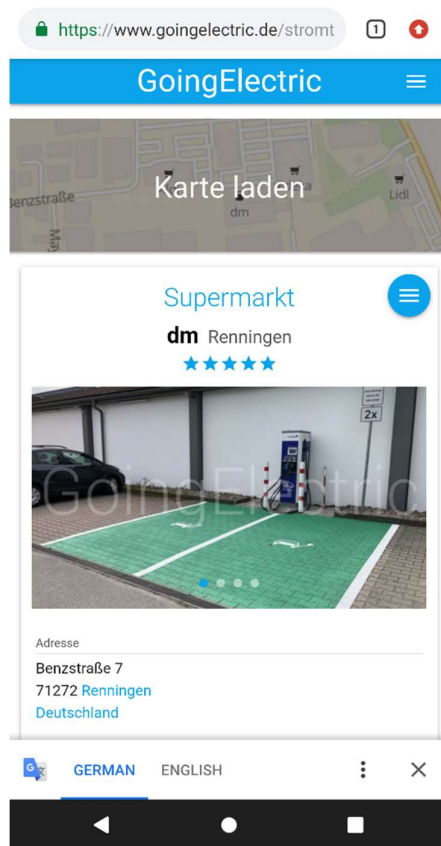 https://www.goingelectric.de/stromt
1
GoingElectric
Karte laden
Benzstraße
May
dm
Lidl
Supermarkt
dm Renningen
2x
GoingElectric
Adresse
Benzstraße 7
71272 Renningen
Deutschland
GERMAN ENGLISH